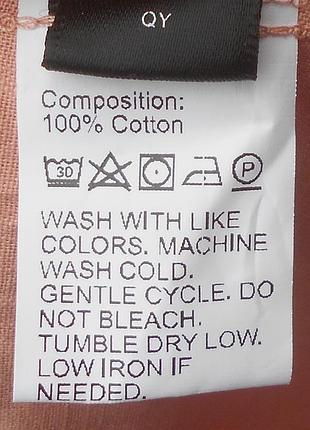 QY
Composition:
100% Cotton
30 P
WASH WITH LIKE
COLORS. MACHINE
WASH COLD.
GENTLE CYCLE. DO
NOT BLEACH.
TUMBLE DRY LOW.
LOW IRON IF
NEEDED.